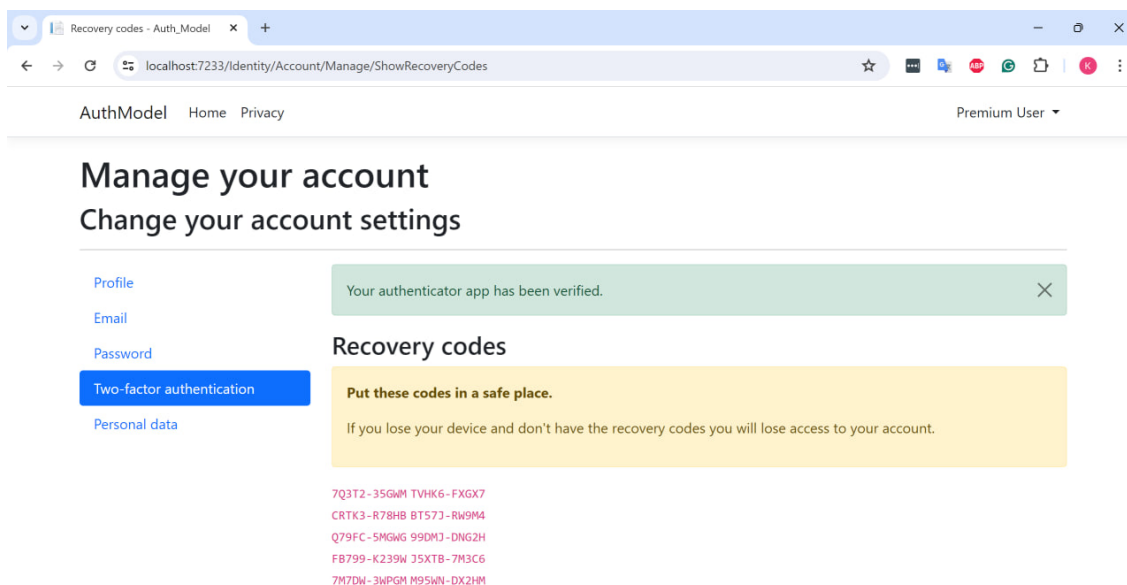 Recovery codes - Auth_Model
localhost:7233/Identity/Account/Manage/ShowRecoveryCodes
ABP
K
AuthModel Home Privacy Premium User
Manage your account
Change your account settings
Profile
Email
Password
Two-factor authentication
Personal data
Your authenticator app has been verified.
Recovery codes
Put these codes in a safe place.
If you lose your device and don't have the recovery codes you will lose access to your account.
7Q3T2-35GWM TVHK6-FXGX7
CRTK3-R78HB BT57J-RW9M4
Q79FC-5MGWG 99DMJ-DNG2H
FB799-K239W J5XTB-7M3C6
7M7DW-3WPGM M95WN-DX2HM